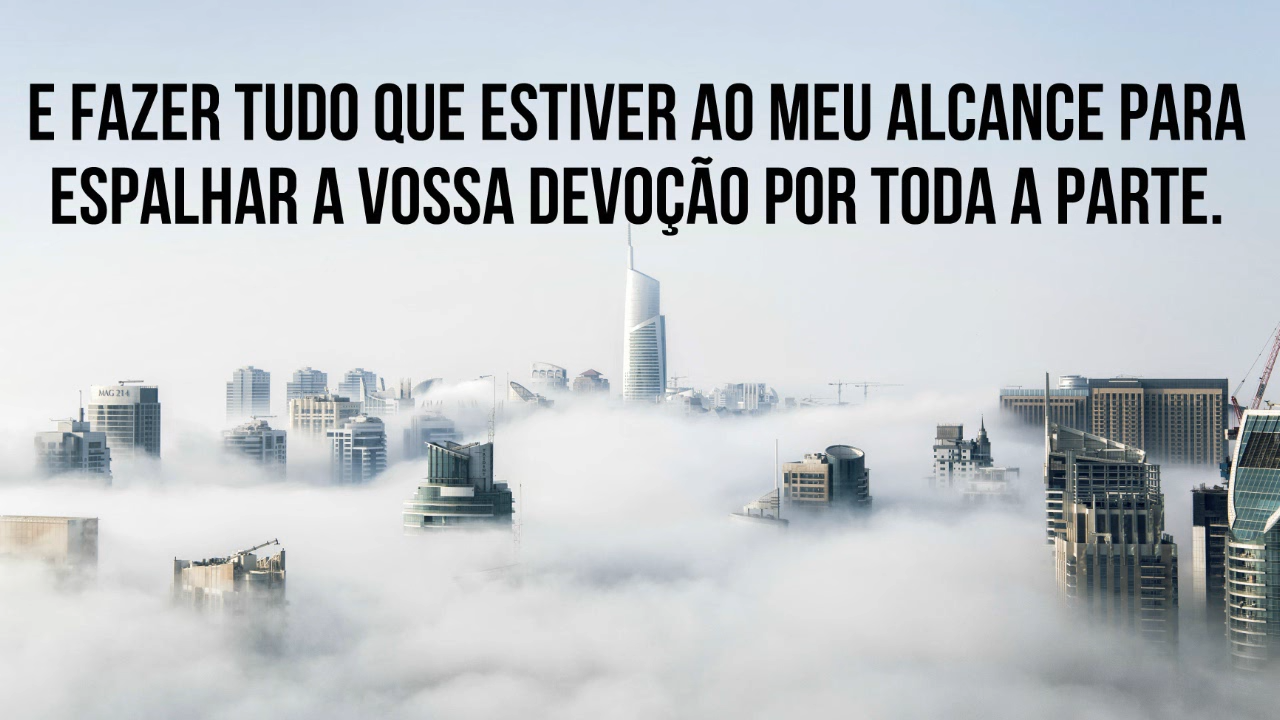 E FAZER TUDO QUE ESTIVER AO MEU ALCANCE PARA
ESPALHAR A VOSSA DEVOÇÃO POR TODA A PARTE.
MAG 214